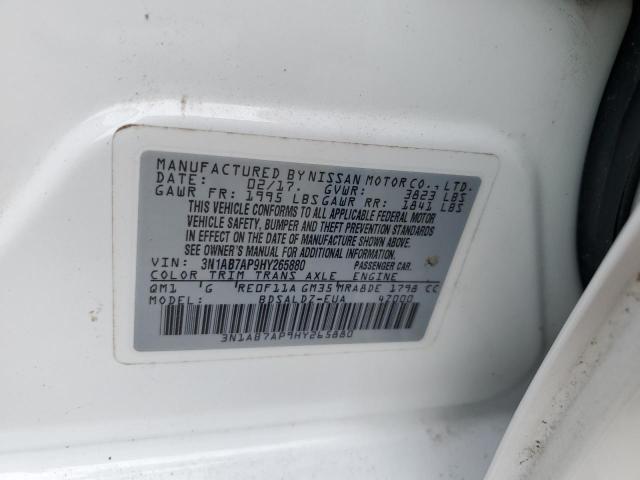 MANUFACTURED BY NISSAN MOTOR CO., LTD.
DATE: 02/17. GVWR: 3823 LBS
GAWR FR: 1995 LBS GAWR RR: 1841 LBS
THIS VEHICLE CONFORMS TO ALL APPLICABLE FEDERAL MOTOR
VEHICLE SAFETY, BUMPER, AND THEFT PREVENTION STANDARDS
IN EFFECT ON THE DATE OF MANUFACTURE SHOWN ABOVE.
SEE OWNER'S MANUAL FOR ADDITIONAL INFORMATION.
VIN: 3N1AB7AP9HY265880 PASSENGER CAR
COLOR TRIM TRANS AXLE ENGINE
QM1 G RE0F11A GM35 MRA8DE 1798 CC
BDSALDZ-EUA 47000
3N1AB7AP9HY265880